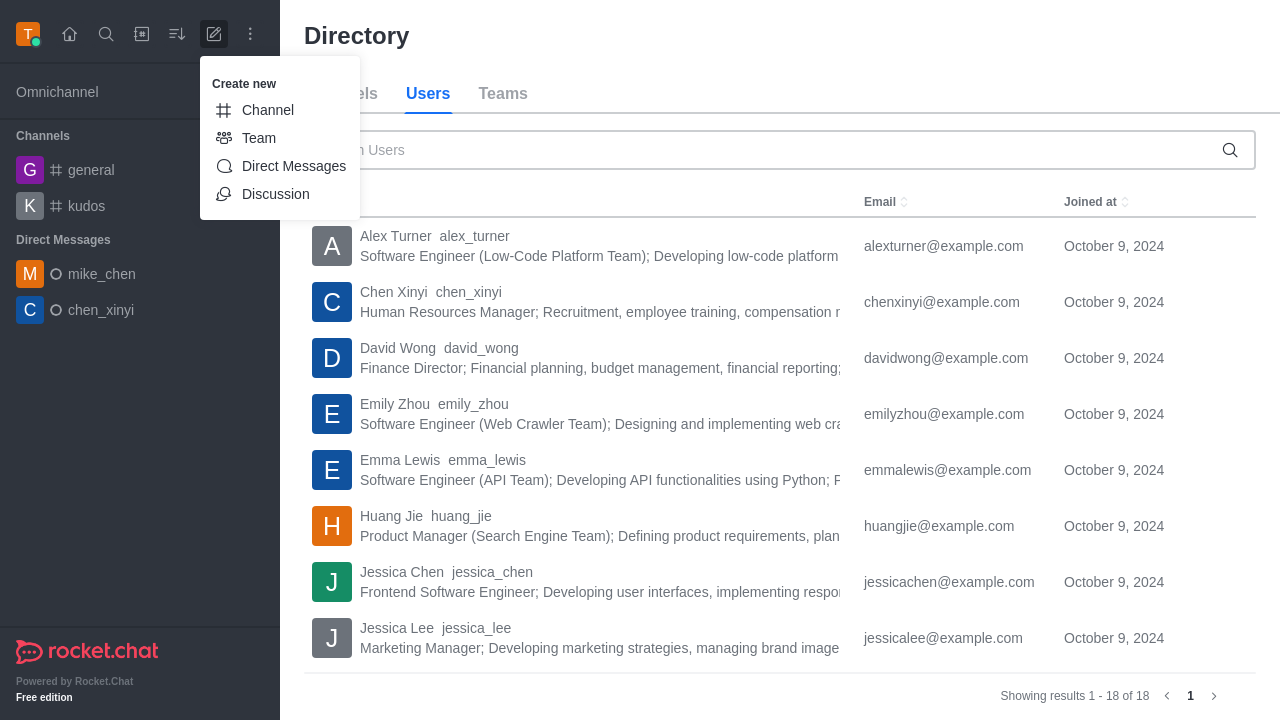 T
Directory
Omnichannel
Create new
Channel
Team
Direct Messages
Discussion
Users
Teams
Users
Channels
G general
K kudos
Direct Messages
M mike_chen
C chen_xinyi
Email
Joined at
A
Alex Turner alex_turner
Software Engineer (Low-Code Platform Team); Developing low-code platform
alexturner@example.com
October 9, 2024
C
Chen Xinyi chen_xinyi
Human Resources Manager; Recruitment, employee training, compensation
chenxinyi@example.com
October 9, 2024
D
David Wong david_wong
Finance Director; Financial planning, budget management, financial reporting;
davidwong@example.com
October 9, 2024
E
Emily Zhou emily_zhou
Software Engineer (Web Crawler Team); Designing and implementing web
emilyzhou@example.com
October 9, 2024
E
Emma Lewis emma_lewis
Software Engineer (API Team); Developing API functionalities using Python;
emmalewis@example.com
October 9, 2024
H
Huang Jie huang_jie
Product Manager (Search Engine Team); Defining product requirements, plan
huangjie@example.com
October 9, 2024
J
Jessica Chen jessica_chen
Frontend Software Engineer; Developing user interfaces, implementing
jessicachen@example.com
October 9, 2024
J
Jessica Lee jessica_lee
Marketing Manager; Developing marketing strategies, managing brand image
jessicalee@example.com
October 9, 2024
rocket.chat
Powered by Rocket.Chat
Free edition
Showing results 1 - 18 of 18
1